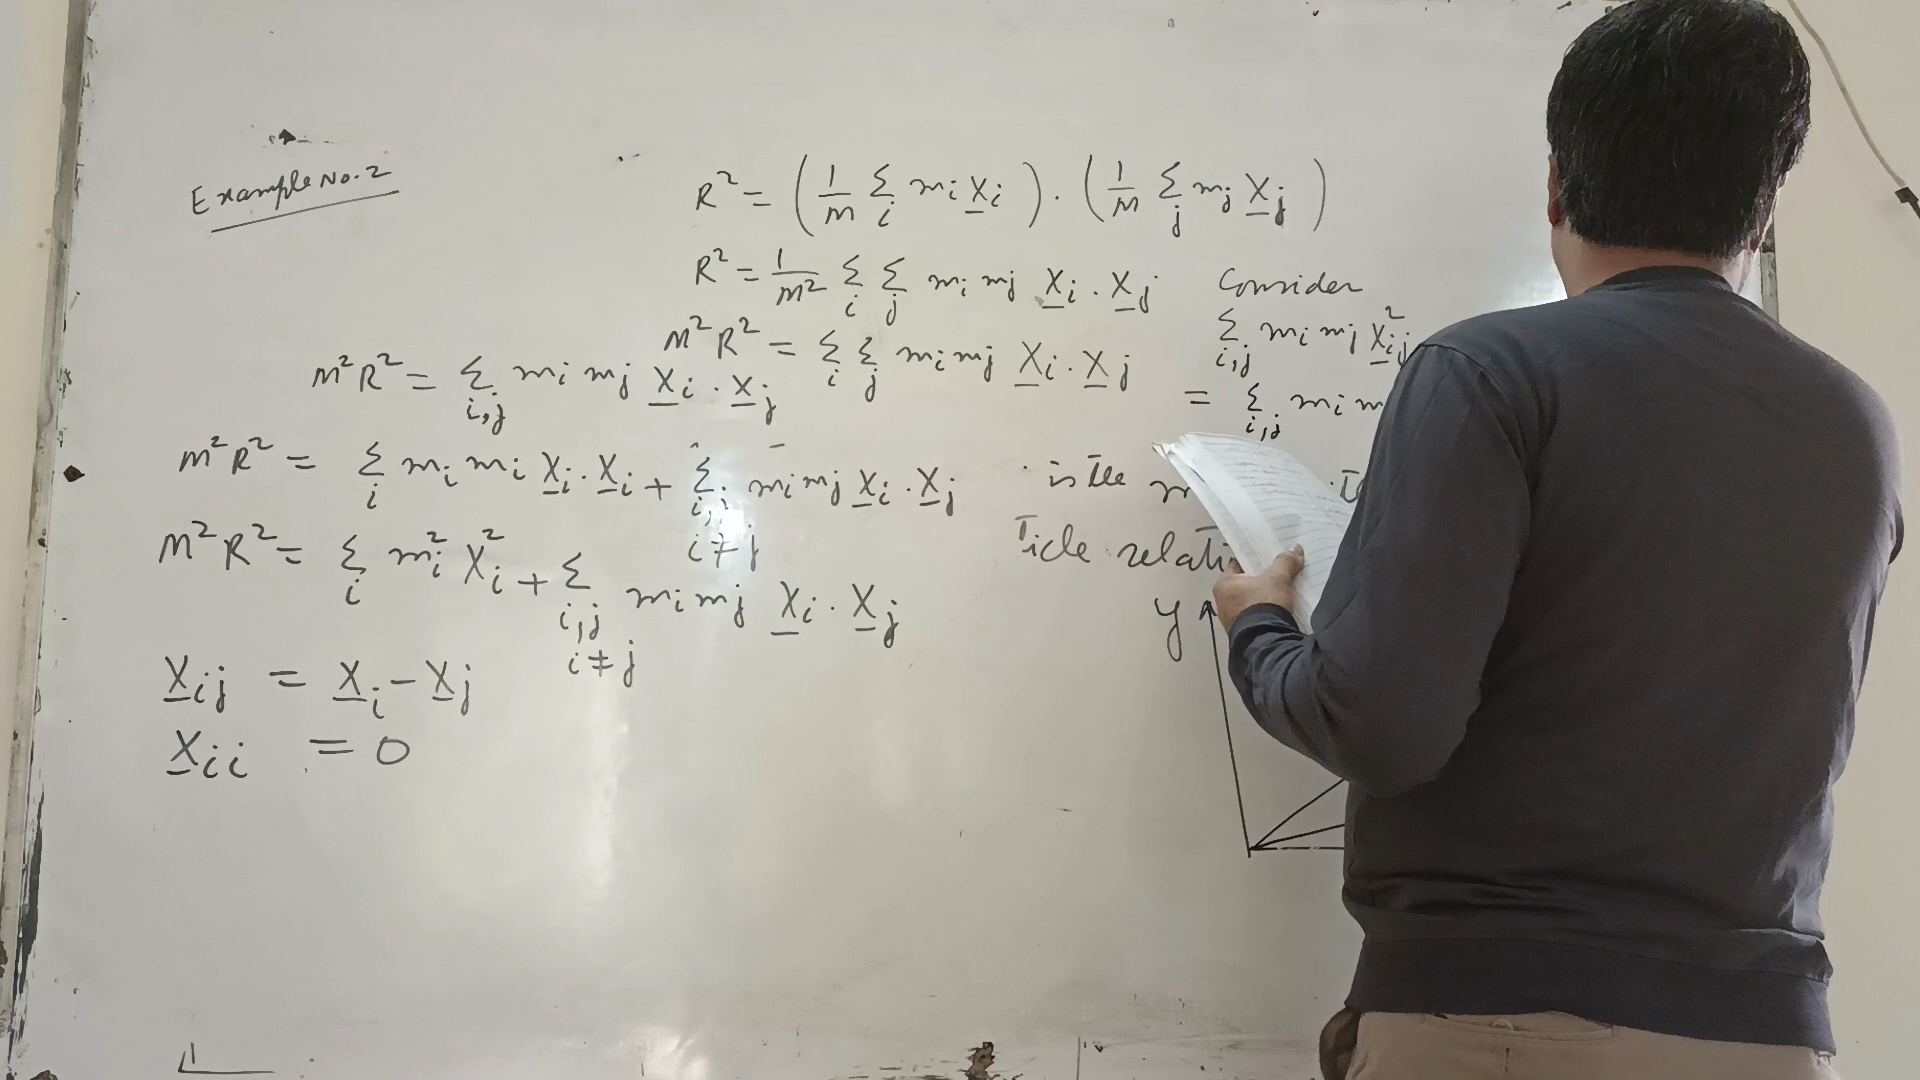 Example No. 2
R² = (1/m Σ_i m_i X_i) . (1/m Σ_j m_j X_j)
R² = 1/m² Σ_i Σ_j m_i m_j X_i . X_j
M²R² = Σ_i Σ_j m_i m_j X_i . X_j
M²R² = Σ_{i,j} m_i m_j X_i . X_j
M²R² = Σ_i m_i m_i X_i . X_i + Σ_{i,j i≠j} m_i m_j X_i . X_j
M²R² = Σ_i m_i² X_i² + Σ_{i,j i≠j} m_i m_j X_i . X_j
X_ij = X_i - X_j
X_ii = 0
Consider
Σ_{i,j} m_i m_j X_ij²
= Σ_{i,j} m_i m
is the
ticle relati
y